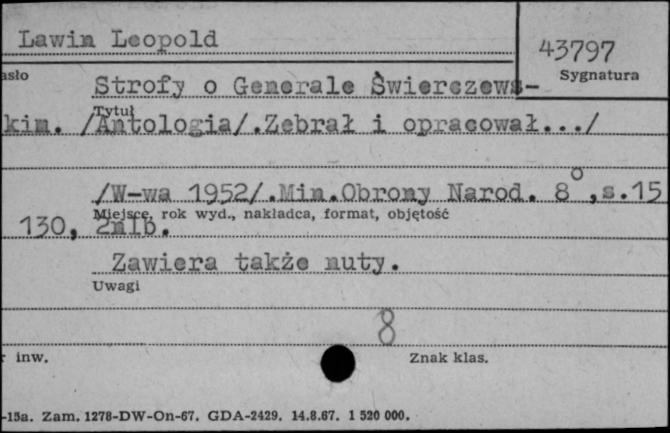 Lawin Leopold
43797
asło
Sygnatura
Strofy o Generale Świerczews-
Tytuł
kim. /Antologia/.Zebrał i opracował.../
/W-wa 1952/.Min.Obrony Narod. 8°,s.15
Miejsce, rok wyd., nakładca, format, objętość
130, 2nlb.
Zawiera także nuty.
Uwagi
8
r inw.
Znak klas.
-15a. Zam. 1278-DW-On-67. GDA-2429. 14.8.67. 1 520 000.